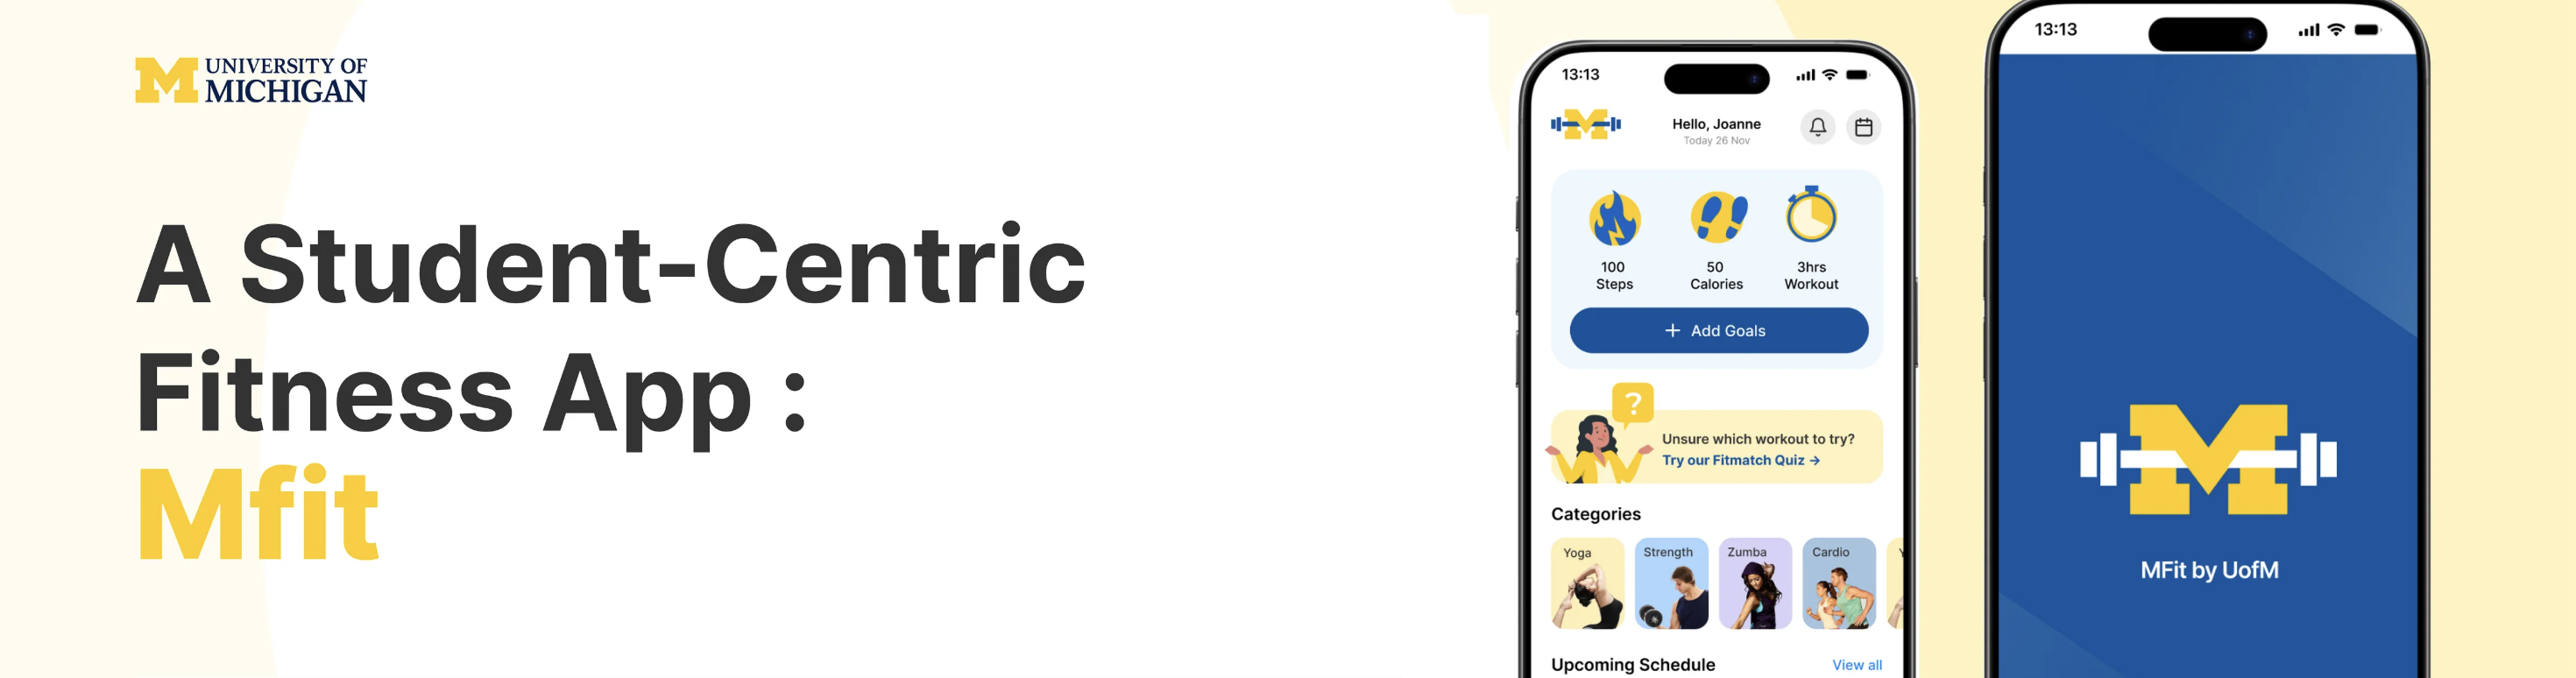 UNIVERSITY OF
MICHIGAN
A Student-Centric
Fitness App :
Mfit
13:13
Hello, Joanne
Today 26 Nov
100
Steps
50
Calories
3hrs
Workout
+ Add Goals
?
Unsure which workout to try?
Try our Fitmatch Quiz →
Categories
Yoga
Strength
Zumba
Cardio
Upcoming Schedule
View all
13:13
M
MFit by UofM